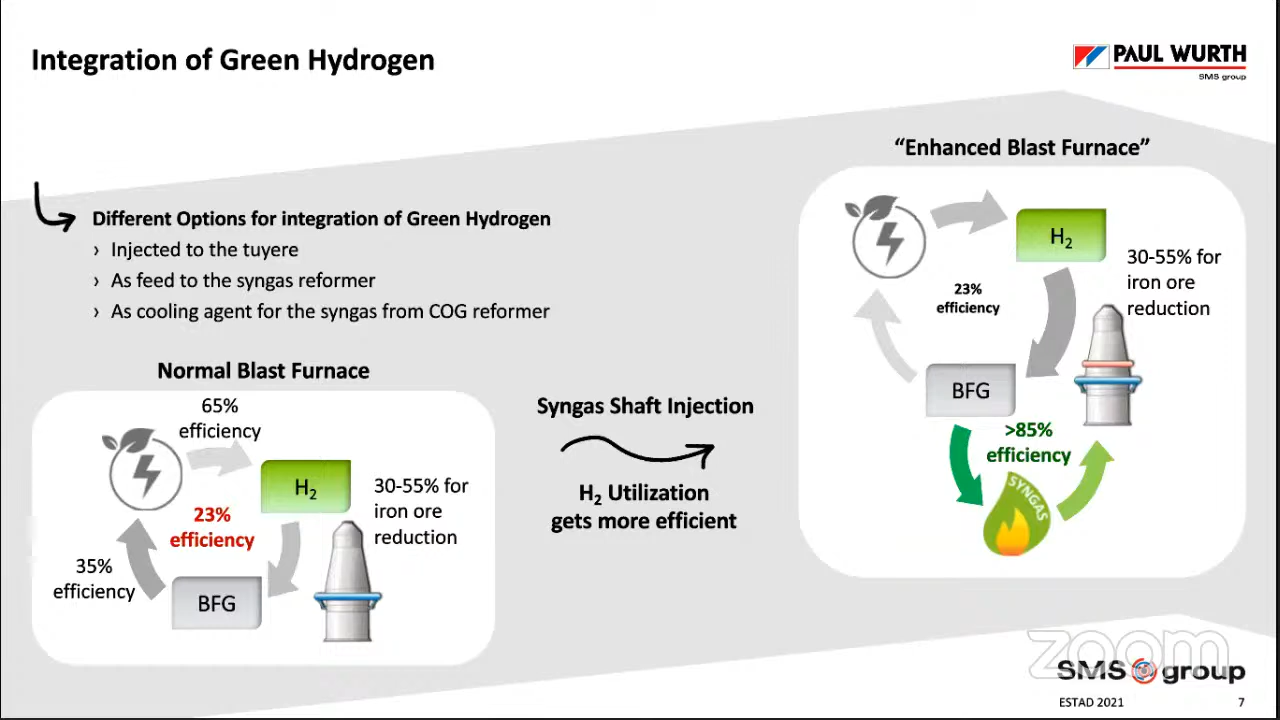 Integration of Green Hydrogen
PAUL WURTH
SMS group
Different Options for integration of Green Hydrogen
› Injected to the tuyere
› As feed to the syngas reformer
› As cooling agent for the syngas from COG reformer
Normal Blast Furnace
65%
efficiency
H₂
30-55% for
iron ore
reduction
23%
efficiency
35%
efficiency
BFG
Syngas Shaft Injection
H₂ Utilization
gets more efficient
“Enhanced Blast Furnace”
H₂
30-55% for
iron ore
reduction
23%
efficiency
BFG
>85%
efficiency
SYNGAS
zoom
SMS group
ESTAD 2021
7